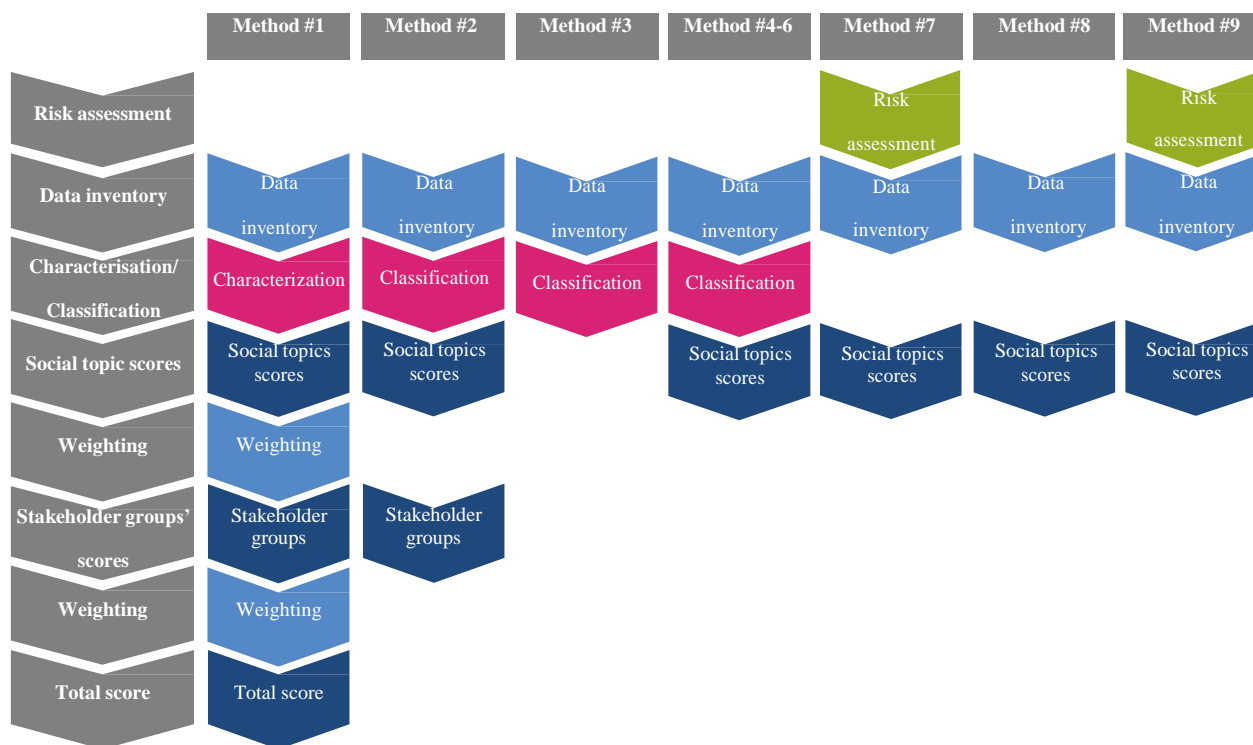 Method #1
Method #2
Method #3
Method #4-6
Method #7
Method #8
Method #9
Risk assessment
Risk
assessment
Risk
assessment
Data inventory
Data
inventory
Data
inventory
Data
inventory
Data
inventory
Data
inventory
Data
inventory
Data
inventory
Characterisation/
Classification
Characterization
Classification
Classification
Classification
Social topic scores
Social topics
scores
Social topics
scores
Social topics
scores
Social topics
scores
Social topics
scores
Social topics
scores
Weighting
Weighting
Stakeholder groups’
scores
Stakeholder
groups
Stakeholder
groups
Weighting
Weighting
Total score
Total score